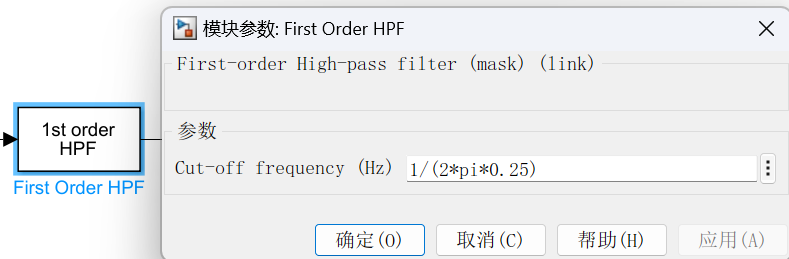 模块参数: First Order HPF
First-order High-pass filter (mask) (link)
1st order
HPF
First Order HPF
参数
Cut-off frequency (Hz) 1/(2*pi*0.25)
确定(O) 取消(C) 帮助(H) 应用(A)